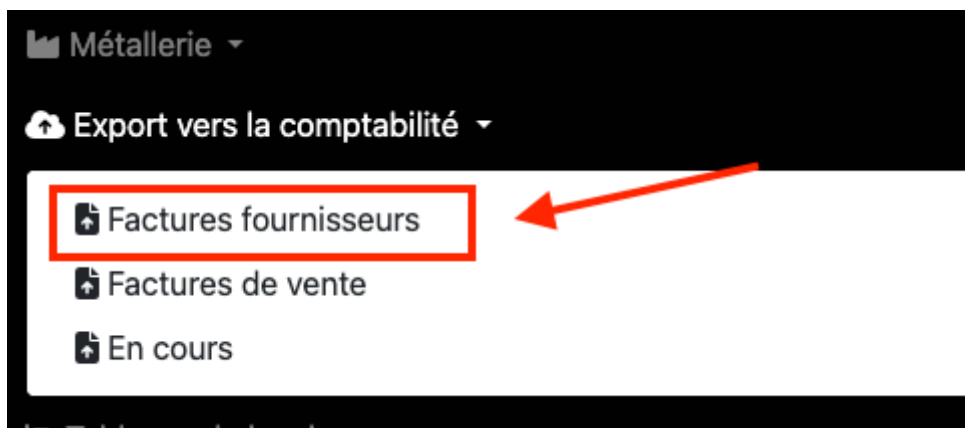 Métallerie
Export vers la comptabilité
Factures fournisseurs
Factures de vente
En cours